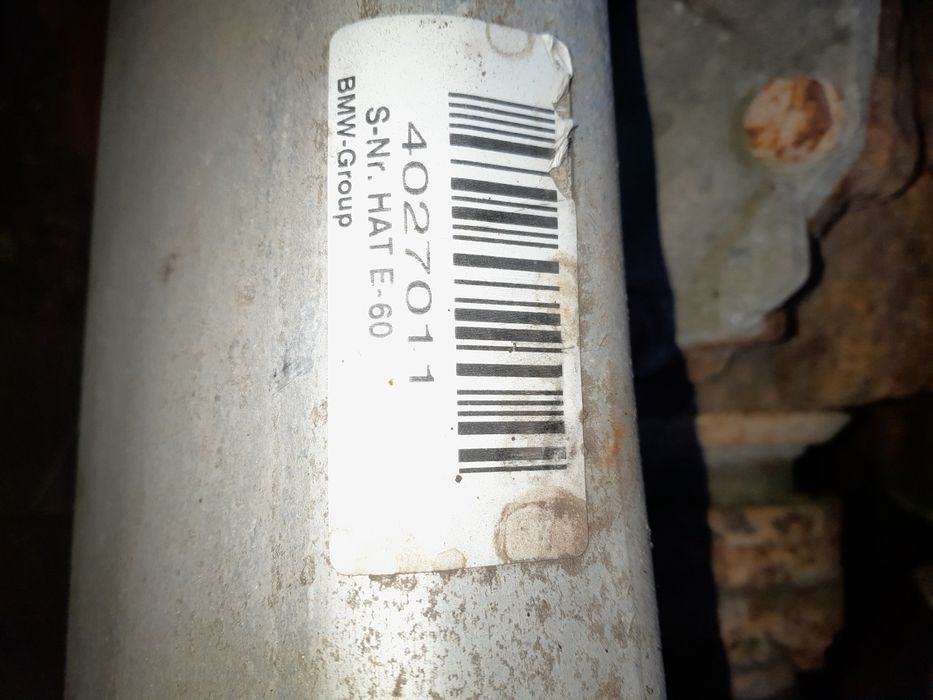 4027011
S-Nr. HAT E-60
BMW-Group